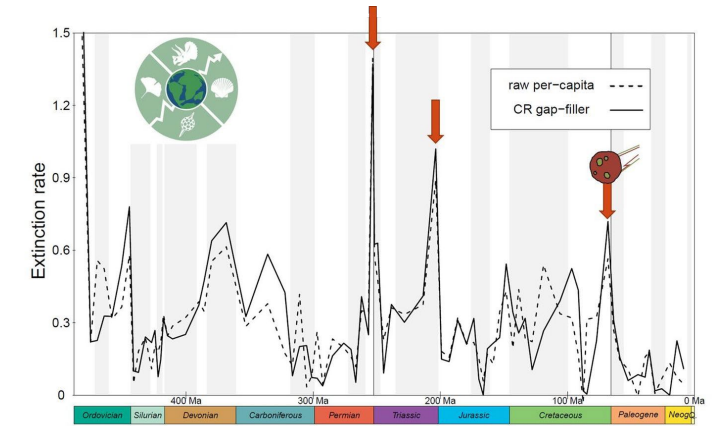 1.5
1.2
0.9
0.6
0.3
0
Extinction rate
raw per-capita
CR gap-filler
400 Ma
300 Ma
200 Ma
100 Ma
0 Ma
Ordovician
Silurian
Devonian
Carboniferous
Permian
Triassic
Jurassic
Cretaceous
Paleogene
Neog.
Q.